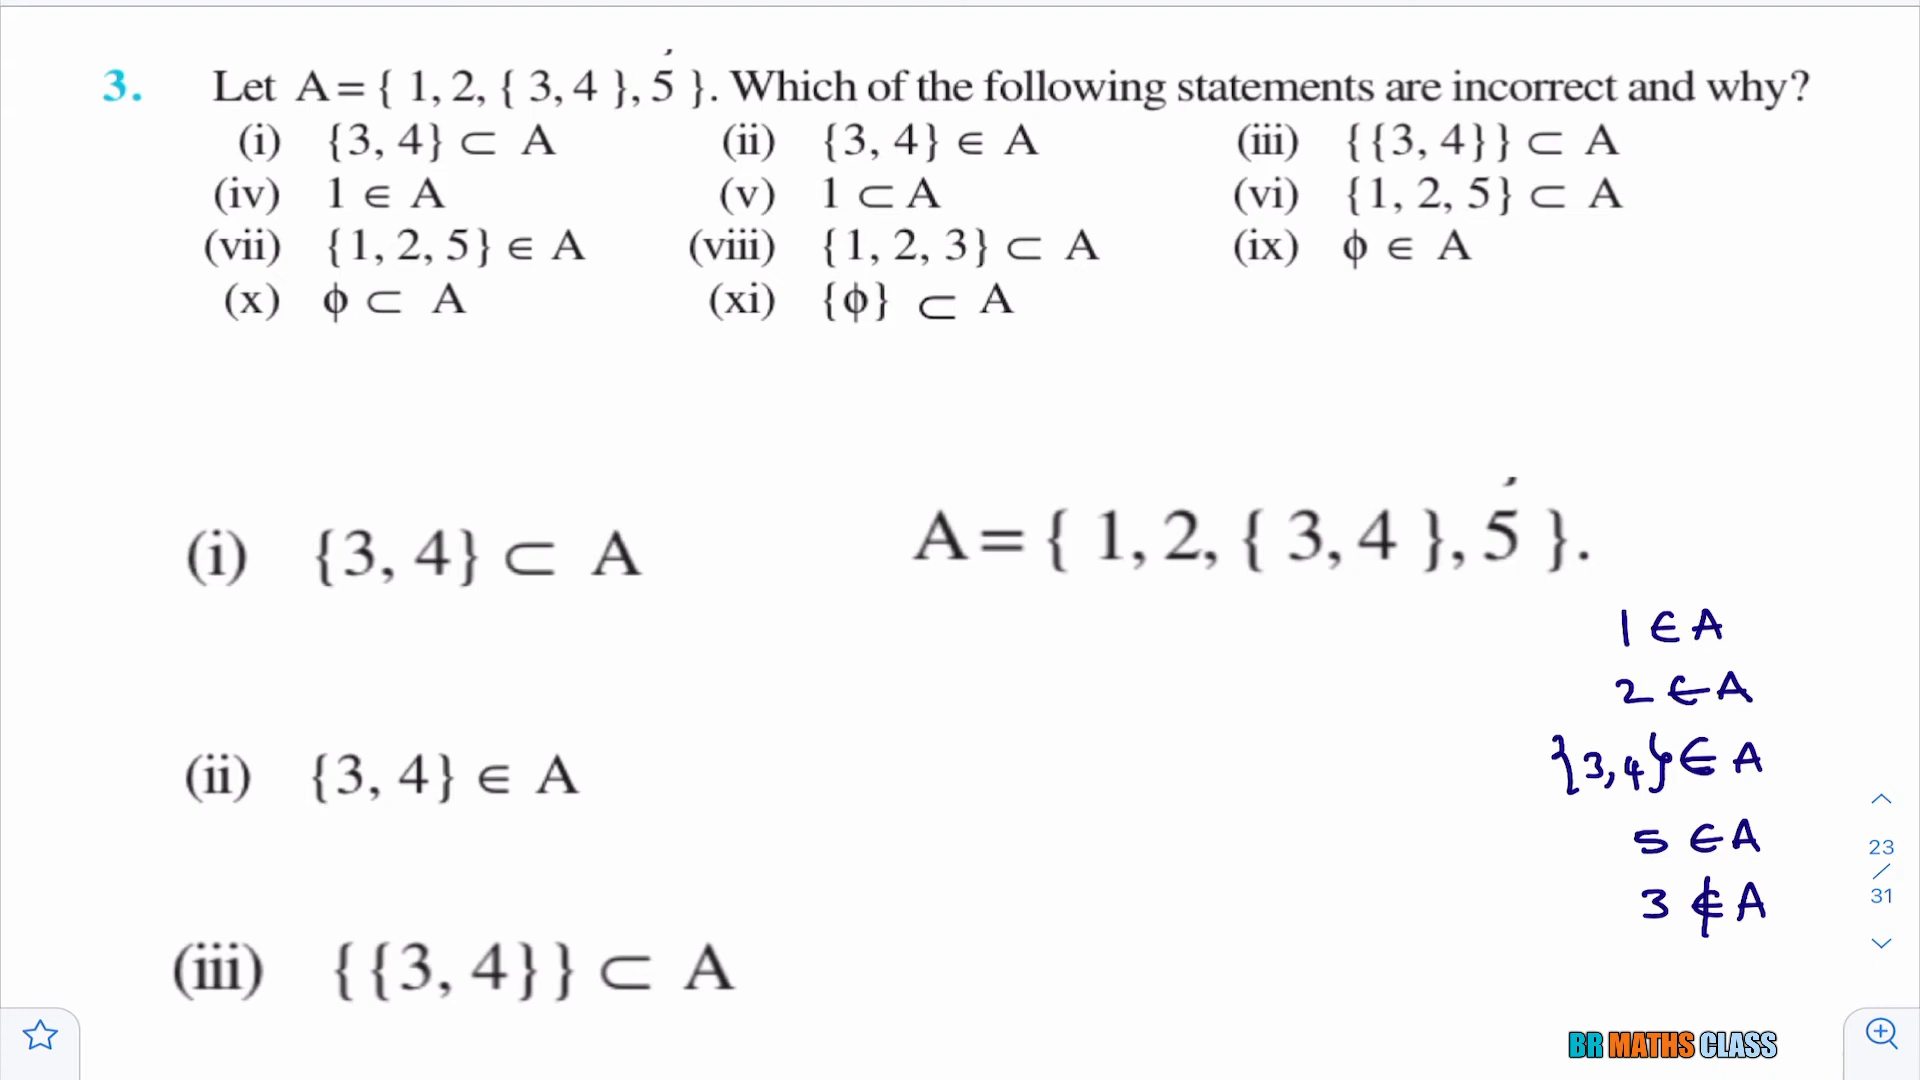 3. Let A = { 1, 2, { 3, 4 }, 5 }. Which of the following statements are incorrect and why?
(i) {3, 4} ⊂ A (ii) {3, 4} ∈ A (iii) {{3, 4}} ⊂ A
(iv) 1 ∈ A (v) 1 ⊂ A (vi) {1, 2, 5} ⊂ A
(vii) {1, 2, 5} ∈ A (viii) {1, 2, 3} ⊂ A (ix) ϕ ∈ A
(x) ϕ ⊂ A (xi) {ϕ} ⊂ A
(i) {3, 4} ⊂ A
A = { 1, 2, { 3, 4 }, 5 }.
1 ∈ A
2 ∈ A
(ii) {3, 4} ∈ A
{3, 4} ∈ A
5 ∈ A
23
/
31
3 ∉ A
(iii) {{3, 4}} ⊂ A
BR MATHS CLASS